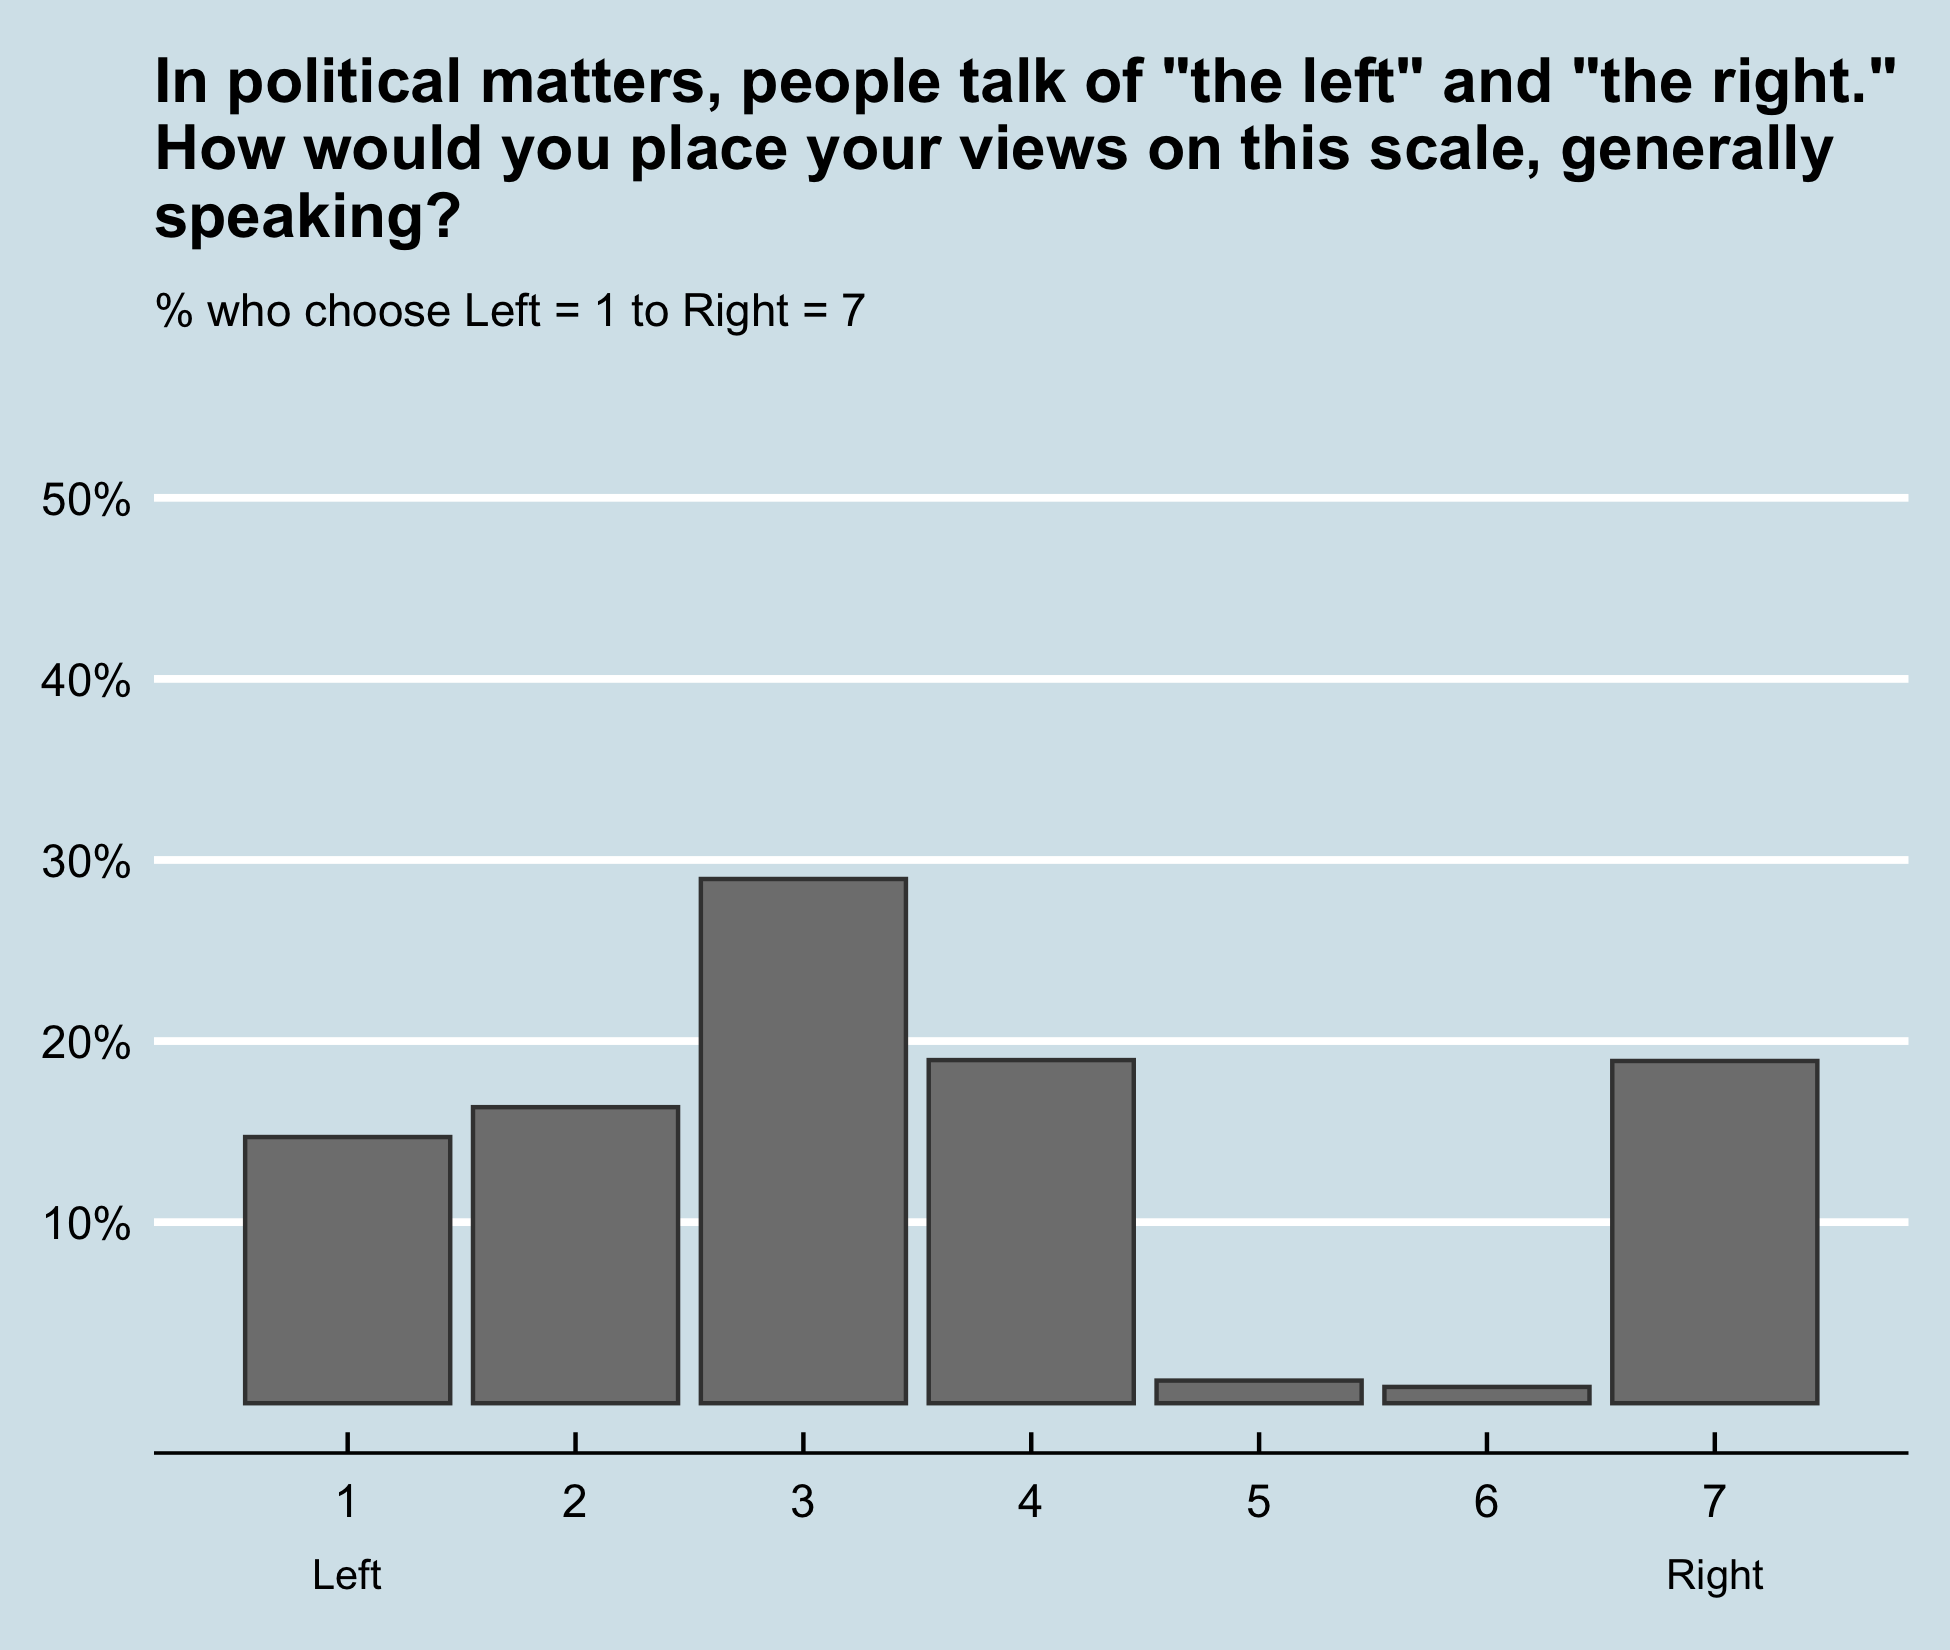 In political matters, people talk of "the left" and "the right."
How would you place your views on this scale, generally
speaking?
% who choose Left = 1 to Right = 7
50%
40%
30%
20%
10%
1 2 3 4 5 6 7
Left Right